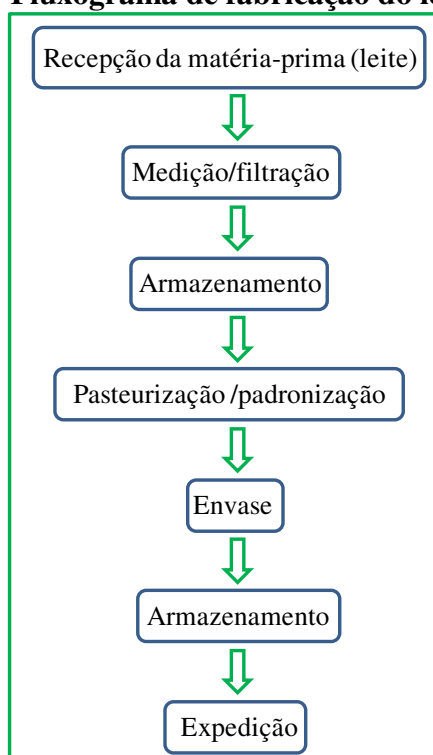 Fluxograma de fabricação do
Recepção da matéria-prima (leite)
Medição/filtração
Armazenamento
Pasteurização /padronização
Envase
Armazenamento
Expedição